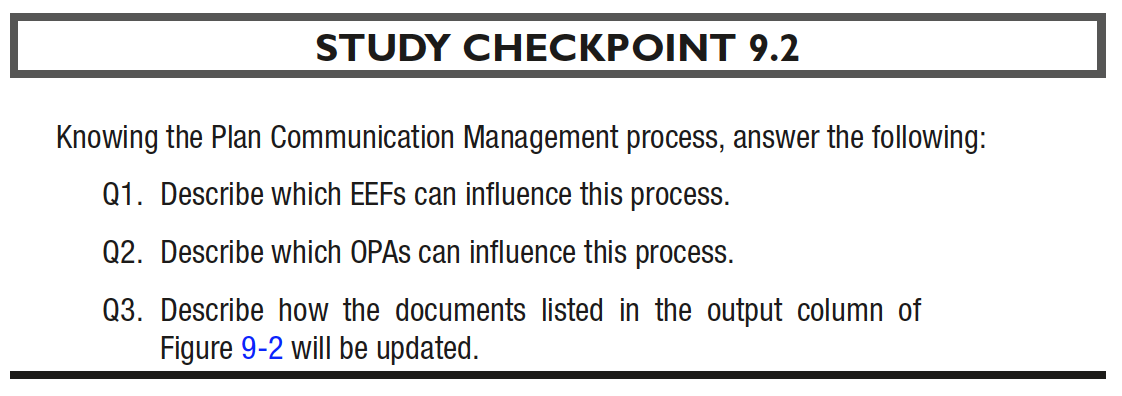 STUDY CHECKPOINT 9.2
Knowing the Plan Communication Management process, answer the following:
Q1. Describe which EEFs can influence this process.
Q2. Describe which OPAs can influence this process.
Q3. Describe how the documents listed in the output column of
Figure 9-2 will be updated.